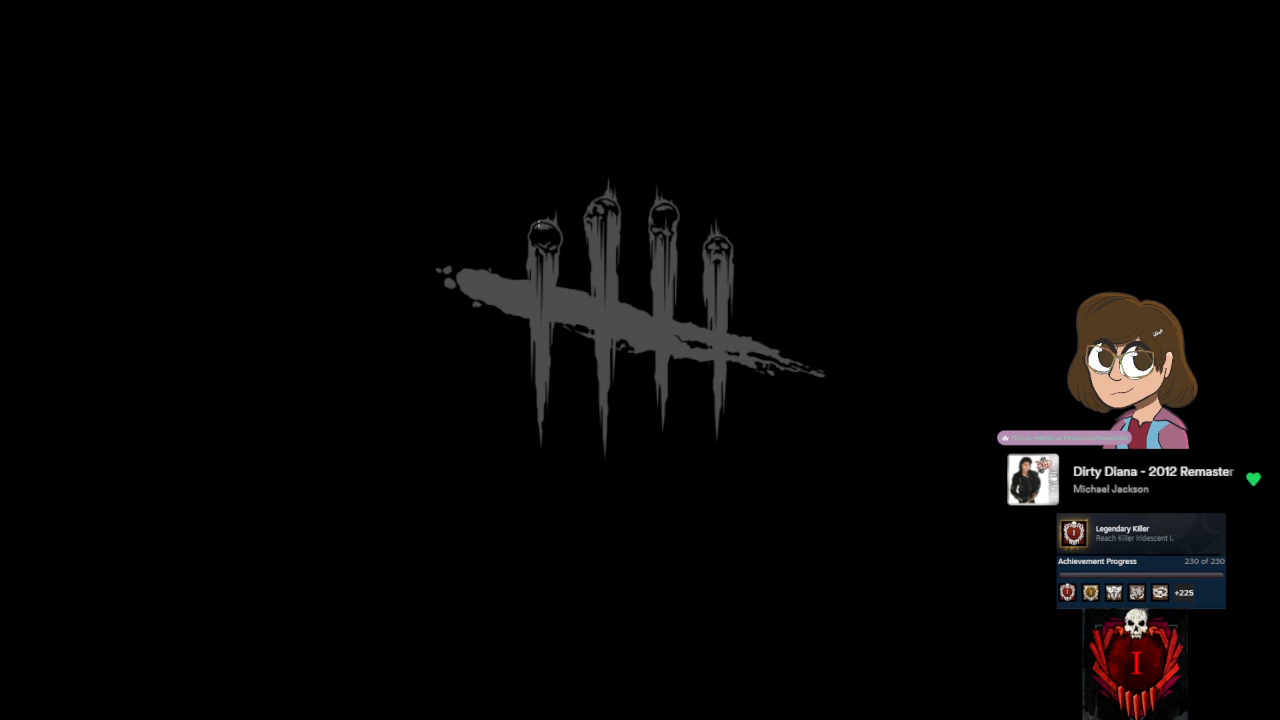 Dirty Diana - 2012 Remaster
Michael Jackson
Legendary Killer
Reach Killer Iridescent I.
Achievement Progress
230 of 230
+225
I